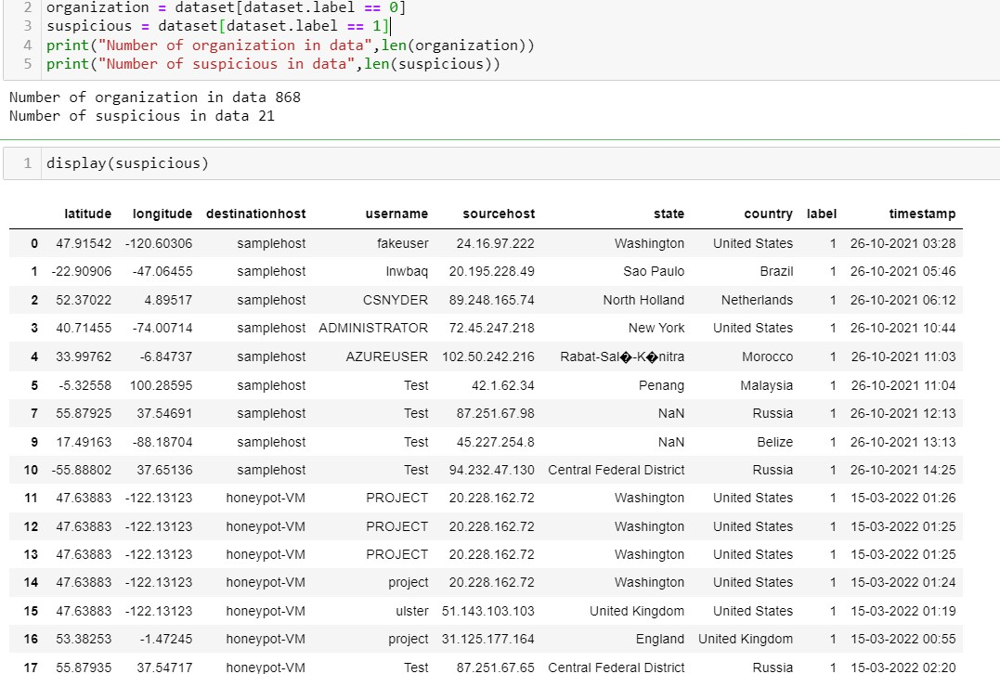 2 organization = dataset[dataset.label == 0]
3 suspicious = dataset[dataset.label == 1]
4 print("Number of organization in data",len(organization))
5 print("Number of suspicious in data",len(suspicious))
Number of organization in data 868
Number of suspicious in data 21
1 display(suspicious)
latitude longitude destinationhost username sourcehost state country label timestamp
0 47.91542 -120.60306 samplehost fakeuser 24.16.97.222 Washington United States 1 26-10-2021 03:28
1 -22.90906 -47.06455 samplehost lnwbaq 20.195.228.49 Sao Paulo Brazil 1 26-10-2021 05:46
2 52.37022 4.89517 samplehost CSNYDER 89.248.165.74 North Holland Netherlands 1 26-10-2021 06:12
3 40.71455 -74.00714 samplehost ADMINISTRATOR 72.45.247.218 New York United States 1 26-10-2021 10:44
4 33.99762 -6.84737 samplehost AZUREUSER 102.50.242.216 Rabat-Sal�-K�nitra Morocco 1 26-10-2021 11:03
5 -5.32558 100.28595 samplehost Test 42.1.62.34 Penang Malaysia 1 26-10-2021 11:04
7 55.87925 37.54691 samplehost Test 87.251.67.98 NaN Russia 1 26-10-2021 12:13
9 17.49163 -88.18704 samplehost Test 45.227.254.8 NaN Belize 1 26-10-2021 13:13
10 -55.88802 37.65136 samplehost Test 94.232.47.130 Central Federal District Russia 1 26-10-2021 14:25
11 47.63883 -122.13123 honeypot-VM PROJECT 20.228.162.72 Washington United States 1 15-03-2022 01:26
12 47.63883 -122.13123 honeypot-VM PROJECT 20.228.162.72 Washington United States 1 15-03-2022 01:25
13 47.63883 -122.13123 honeypot-VM PROJECT 20.228.162.72 Washington United States 1 15-03-2022 01:25
14 47.63883 -122.13123 honeypot-VM project 20.228.162.72 Washington United States 1 15-03-2022 01:24
15 47.63883 -122.13123 honeypot-VM ulster 51.143.103.103 United Kingdom United States 1 15-03-2022 01:19
16 53.38253 -1.47245 honeypot-VM project 31.125.177.164 England United Kingdom 1 15-03-2022 00:55
17 55.87935 37.54717 honeypot-VM Test 87.251.67.65 Central Federal District Russia 1 15-03-2022 02:20